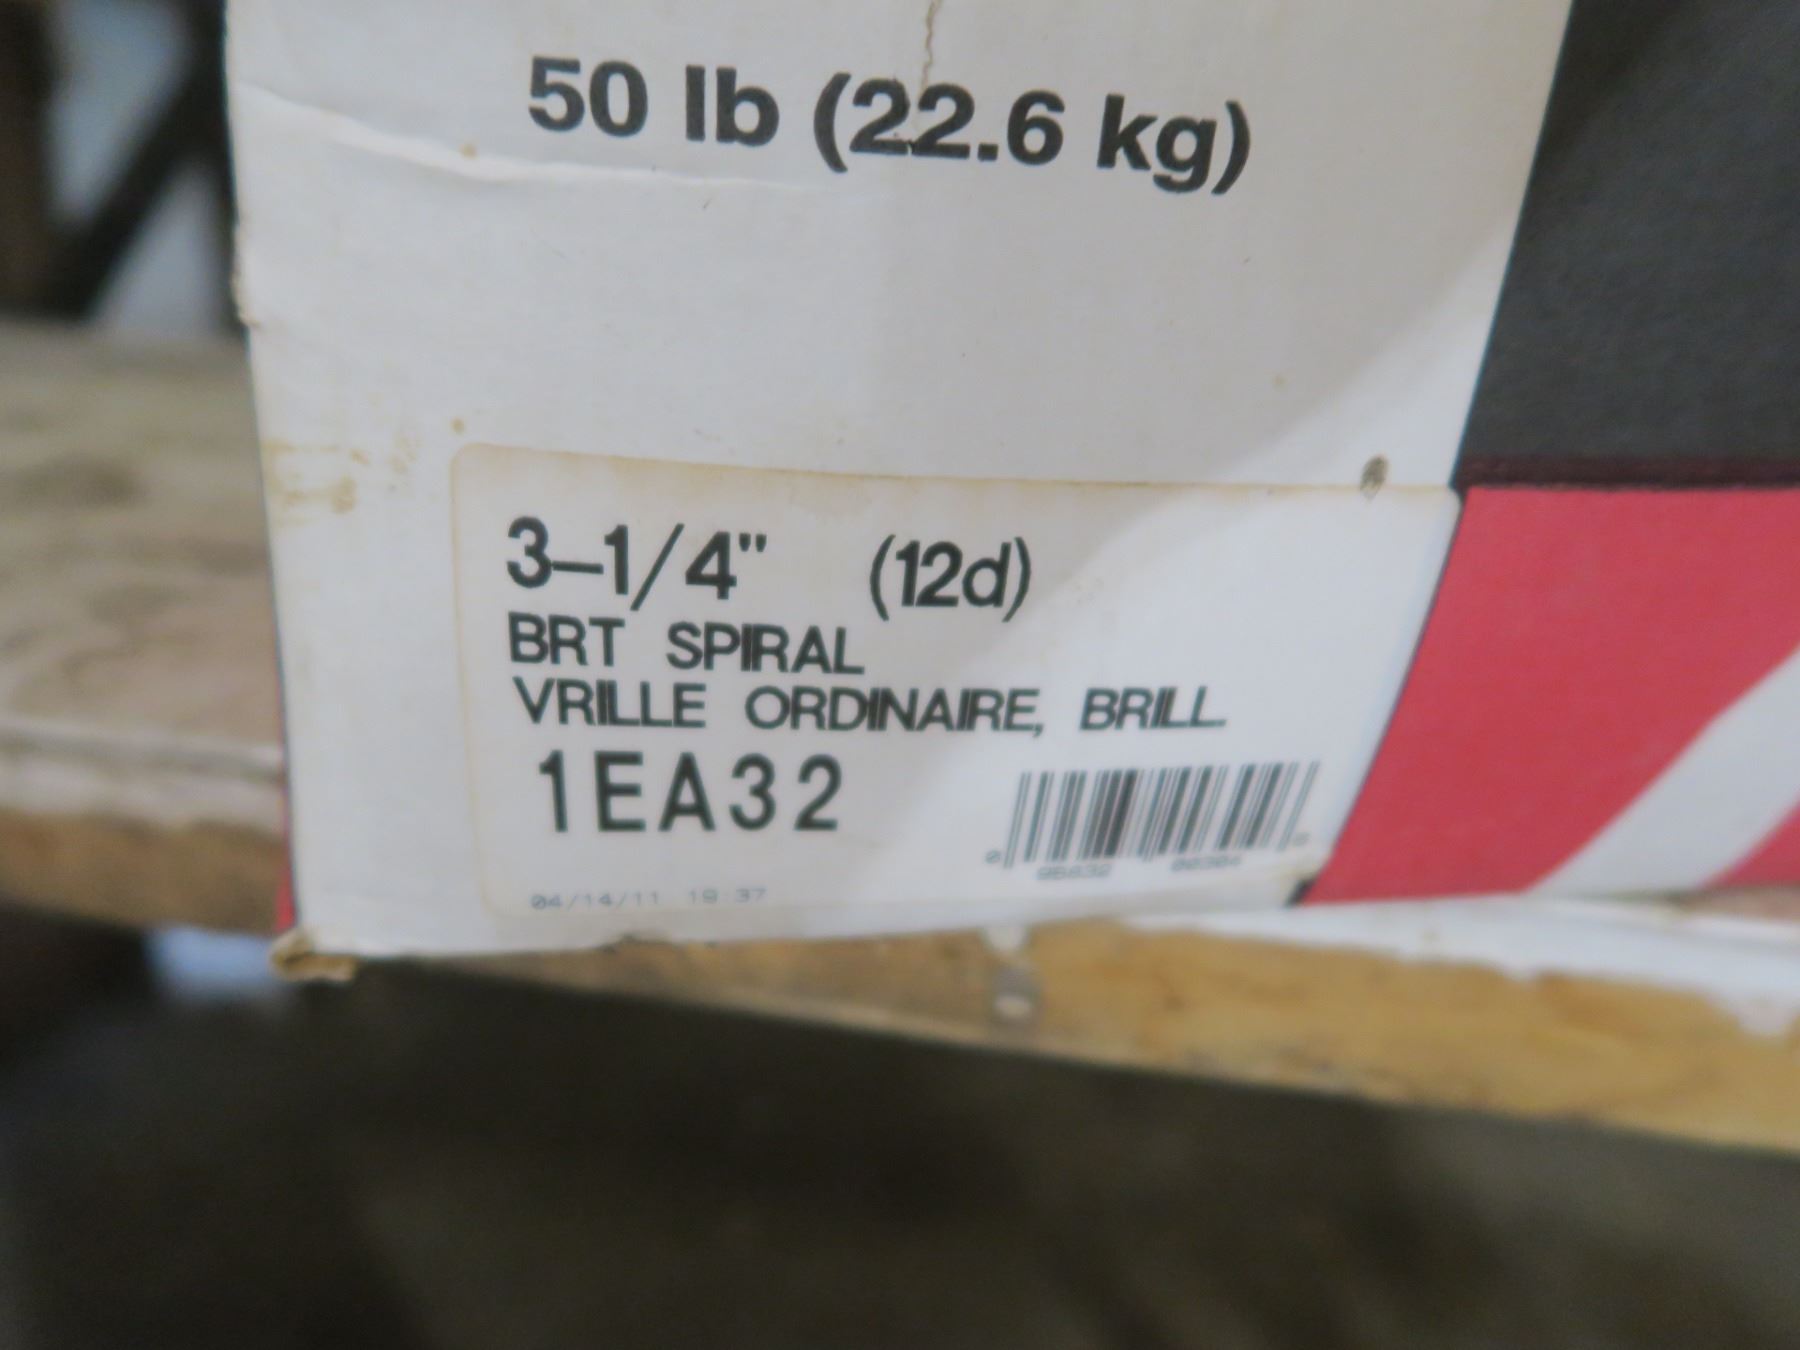 50 lb (22.6 kg)
3-1/4" (12d)
BRT SPIRAL
VRILLE ORDINAIRE, BRILL
1EA32
04/14/11 19:37